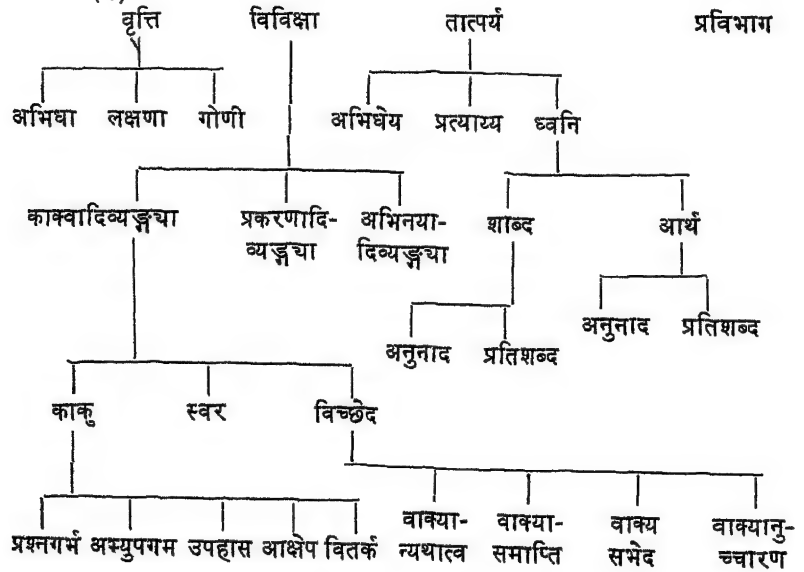 वृत्ति विविक्षा तात्पर्य प्रविभाग
अभिधा लक्षणा गोणी अभिधेय प्रत्याय्य ध्वनि
काक्वादिव्यङ्ग्या प्रकरणादि- अभिनया- शाब्द आर्थ
व्यङ्ग्या दिव्यङ्ग्या
अनुनाद प्रतिशब्द
अनुनाद प्रतिशब्द
काकु स्वर विच्छेद
वाक्या- वाक्या- वाक्य वाक्यानु-
प्रश्नगर्भ अभ्युपगम उपहास आक्षेप वितर्क न्यथात्व समाप्ति सभेद च्चारण